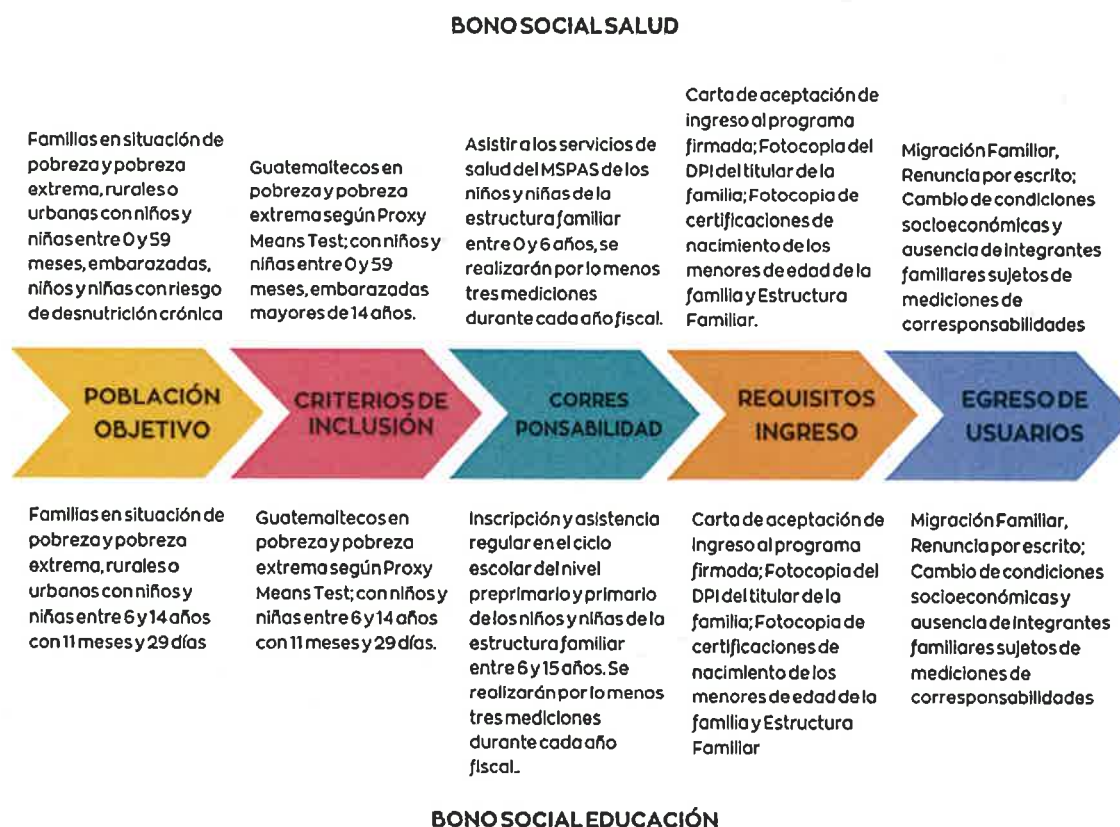 BONO SOCIAL SALUD
Familias en situación de
pobreza y pobreza
extrema, rurales o
urbanas con niños y
niñas entre 0 y 59
meses, embarazadas,
niños y niñas con riesgo
de desnutrición crónica
Guatemaltecos en
pobreza y pobreza
extrema según Proxy
Means Test; con niños y
niñas entre 0 y 59
meses, embarazadas
mayores de 14 años.
Asistir a los servicios de
salud del MSPAS de los
niños y niñas de la
estructura familiar
entre 0 y 6 años, se
realizarán por lo menos
tres mediciones
durante cada año fiscal.
Carta de aceptación de
ingreso al programa
firmada; Fotocopia del
DPI del titular de la
familia; Fotocopia de
certificaciones de
nacimiento de los
menores de edad de la
familia y Estructura
Familiar.
Migración Familiar,
Renuncia por escrito;
Cambio de condiciones
socioeconómicas y
ausencia de integrantes
familiares sujetos de
mediciones de
corresponsabilidades
POBLACIÓN
OBJETIVO
CRITERIOS DE
INCLUSIÓN
CORRES
PONSABILIDAD
REQUISITOS
INGRESO
EGRESO DE
USUARIOS
Familias en situación de
pobreza y pobreza
extrema, rurales o
urbanas con niños y
niñas entre 6 y 14 años
con 11 meses y 29 días
Guatemaltecos en
pobreza y pobreza
extrema según Proxy
Means Test; con niños y
niñas entre 6 y 14 años
con 11 meses y 29 días.
Inscripción y asistencia
regular en el ciclo
escolar del nivel
preprimario y primario
de los niños y niñas de la
estructura familiar
entre 6 y 15 años. Se
realizarán por lo menos
tres mediciones
durante cada año
fiscal.
Carta de aceptación de
ingreso al programa
firmada; Fotocopia del
DPI del titular de la
familia; Fotocopia de
certificaciones de
nacimiento de los
menores de edad de la
familia y Estructura
Familiar
Migración Familiar,
Renuncia por escrito;
Cambio de condiciones
socioeconómicas y
ausencia de integrantes
familiares sujetos de
mediciones de
corresponsabilidades
BONO SOCIAL EDUCACIÓN